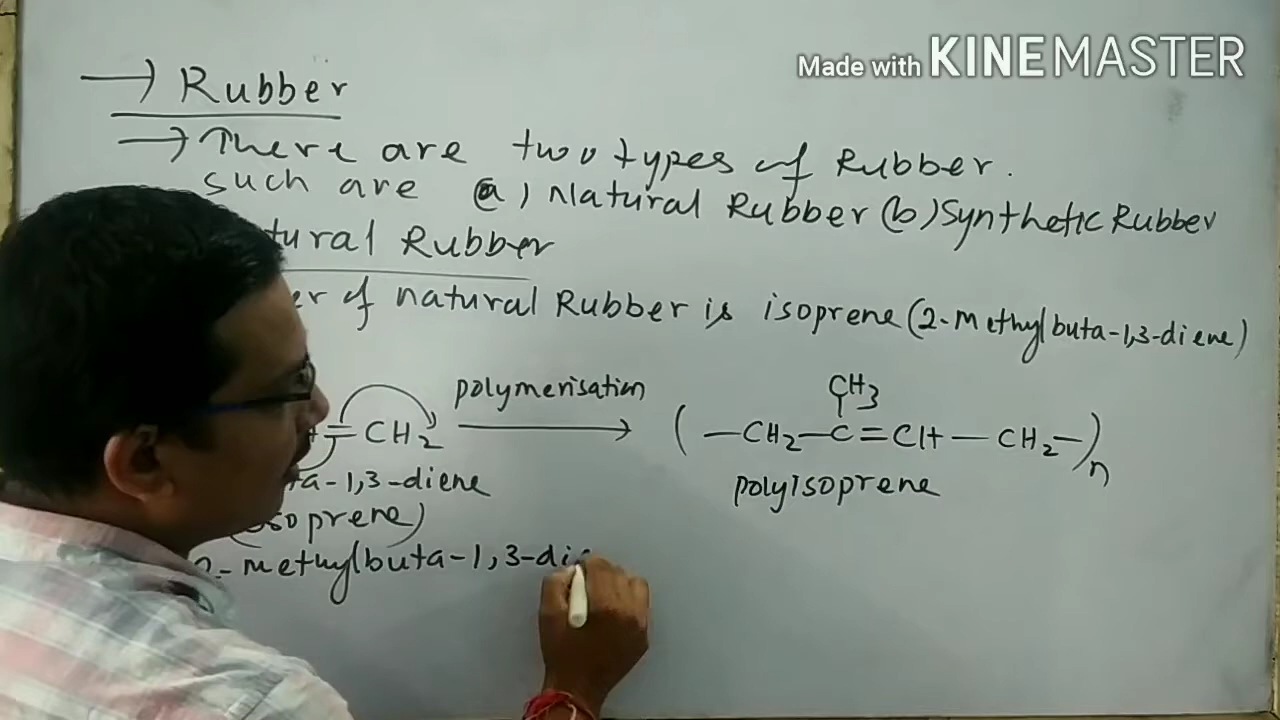 Made with KINEMASTER
→ Rubber
→ There are two types of Rubber.
such are (a) Natural Rubber (b) Synthetic Rubber
tural Rubber
er of natural Rubber is isoprene (2-methylbuta-1,3-diene)
=CH2 polymerisation → ( —CH2—C=CH—CH2—)n
CH3
ta-1,3-diene polyisoprene
soprene)
2-methylbuta-1,3-di